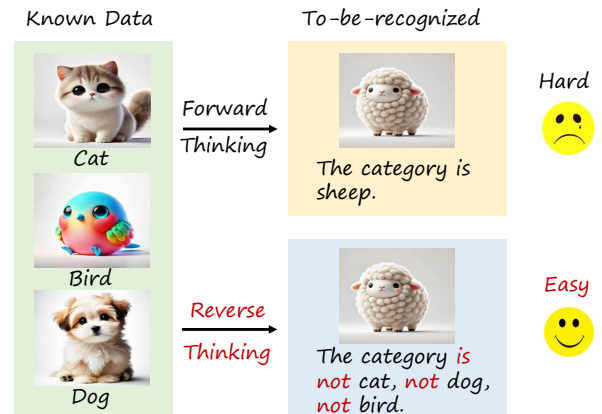 Known Data
To-be-recognized
Cat
Bird
Dog
Forward
Thinking
The category is
sheep.
Hard
Reverse
Thinking
The category is
not cat, not dog,
not bird.
Easy